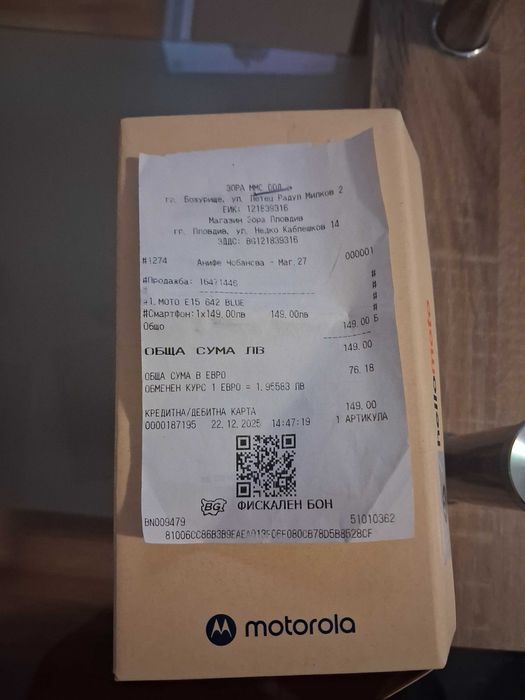 ЗОРА ММС ООД
гр. Божурище, ул. Летец Радул Милков 2
ЕИК: 121839316
Магазин Зора Пловдив
гр. Пловдив, ул. Недко Каблешков 14
ЗДДС: BG121839316
#1274 Анифе Чобанова - Маг.27 000001
#Продажба: 16471446 #
#
+1. MOTO E15 642 BLUE #
#Смартфон: 1x149.00лв 149.00лв #
Общо 149.00 Б
ОБЩА СУМА ЛВ 149.00
ОБЩА СУМА В ЕВРО 76.18
ОБМЕНЕН КУРС 1 ЕВРО = 1.95583 ЛВ
КРЕДИТНА/ДЕБИТНА КАРТА 149.00
0000187195 22.12.2025 14:47:19 1 АРТИКУЛА
BG ФИСКАЛЕН БОН
BN009479 51010362
hellomoto
motorola